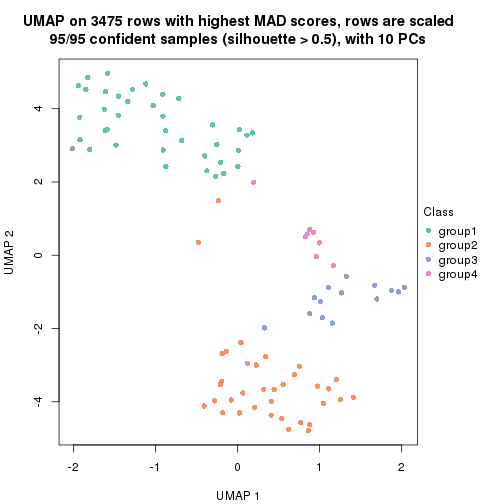 UMAP on 3475 rows with highest MAD scores, rows are scaled
95/95 confident samples (silhouette > 0.5), with 10 PCs
4
2
0
-2
-4
UMAP 2
-2
-1
0
1
2
UMAP 1
Class
group1
group2
group3
group4